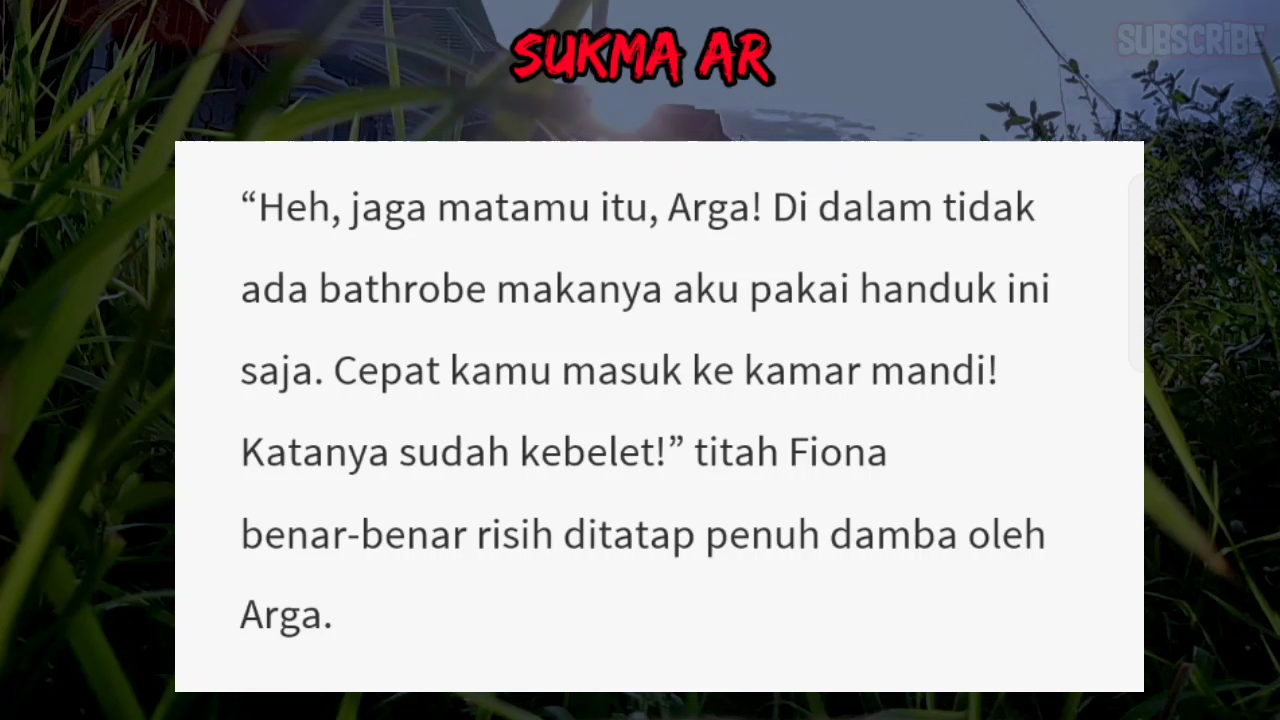 SUKMA AR
SUBSCRIBE
“Heh, jaga matamu itu, Arga! Di dalam tidak
ada bathrobe makanya aku pakai handuk ini
saja. Cepat kamu masuk ke kamar mandi!
Katanya sudah kebelet!” titah Fiona
benar-benar risih ditatap penuh damba oleh
Arga.